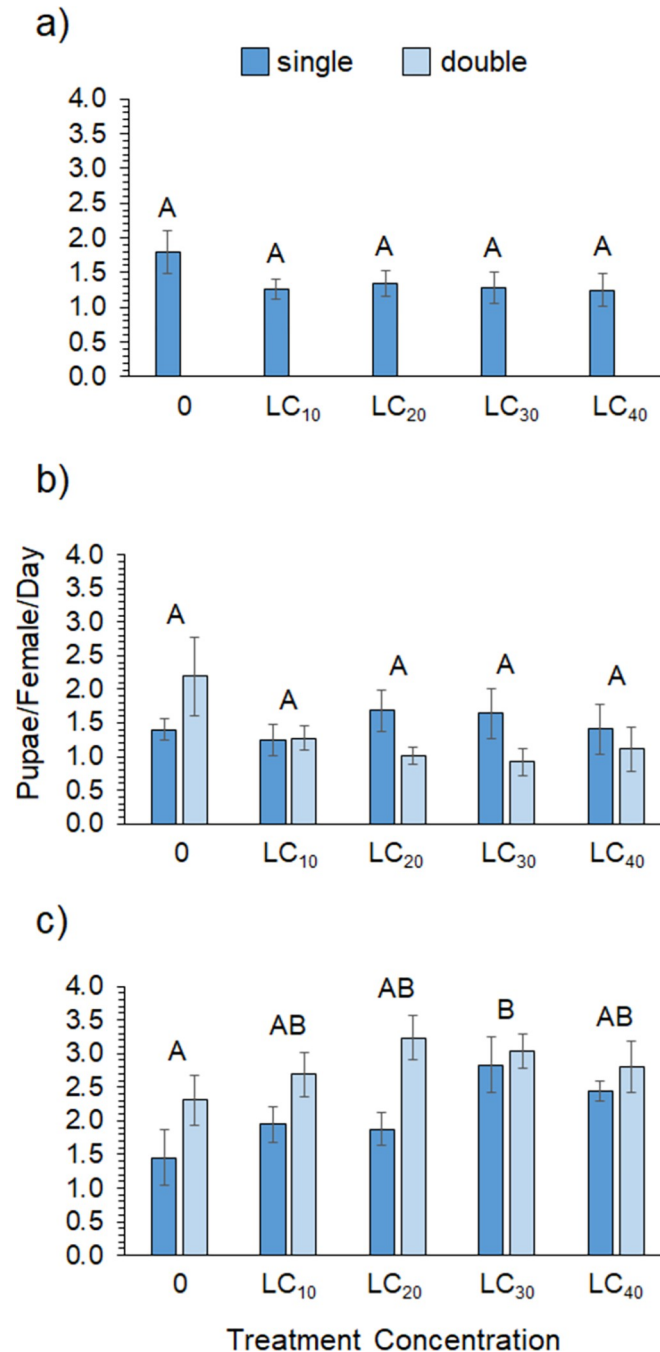 a)
single double
4.0
3.5
3.0
2.5
2.0
1.5
1.0
0.5
0.0
A A A A A
0 LC₁₀ LC₂₀ LC₃₀ LC₄₀
b)
Pupae/Female/Day
4.0
3.5
3.0
2.5
2.0
1.5
1.0
0.5
0.0
A A A A A
0 LC₁₀ LC₂₀ LC₃₀ LC₄₀
c)
4.0
3.5
3.0
2.5
2.0
1.5
1.0
0.5
0.0
A AB AB B AB
0 LC₁₀ LC₂₀ LC₃₀ LC₄₀
Treatment Concentration